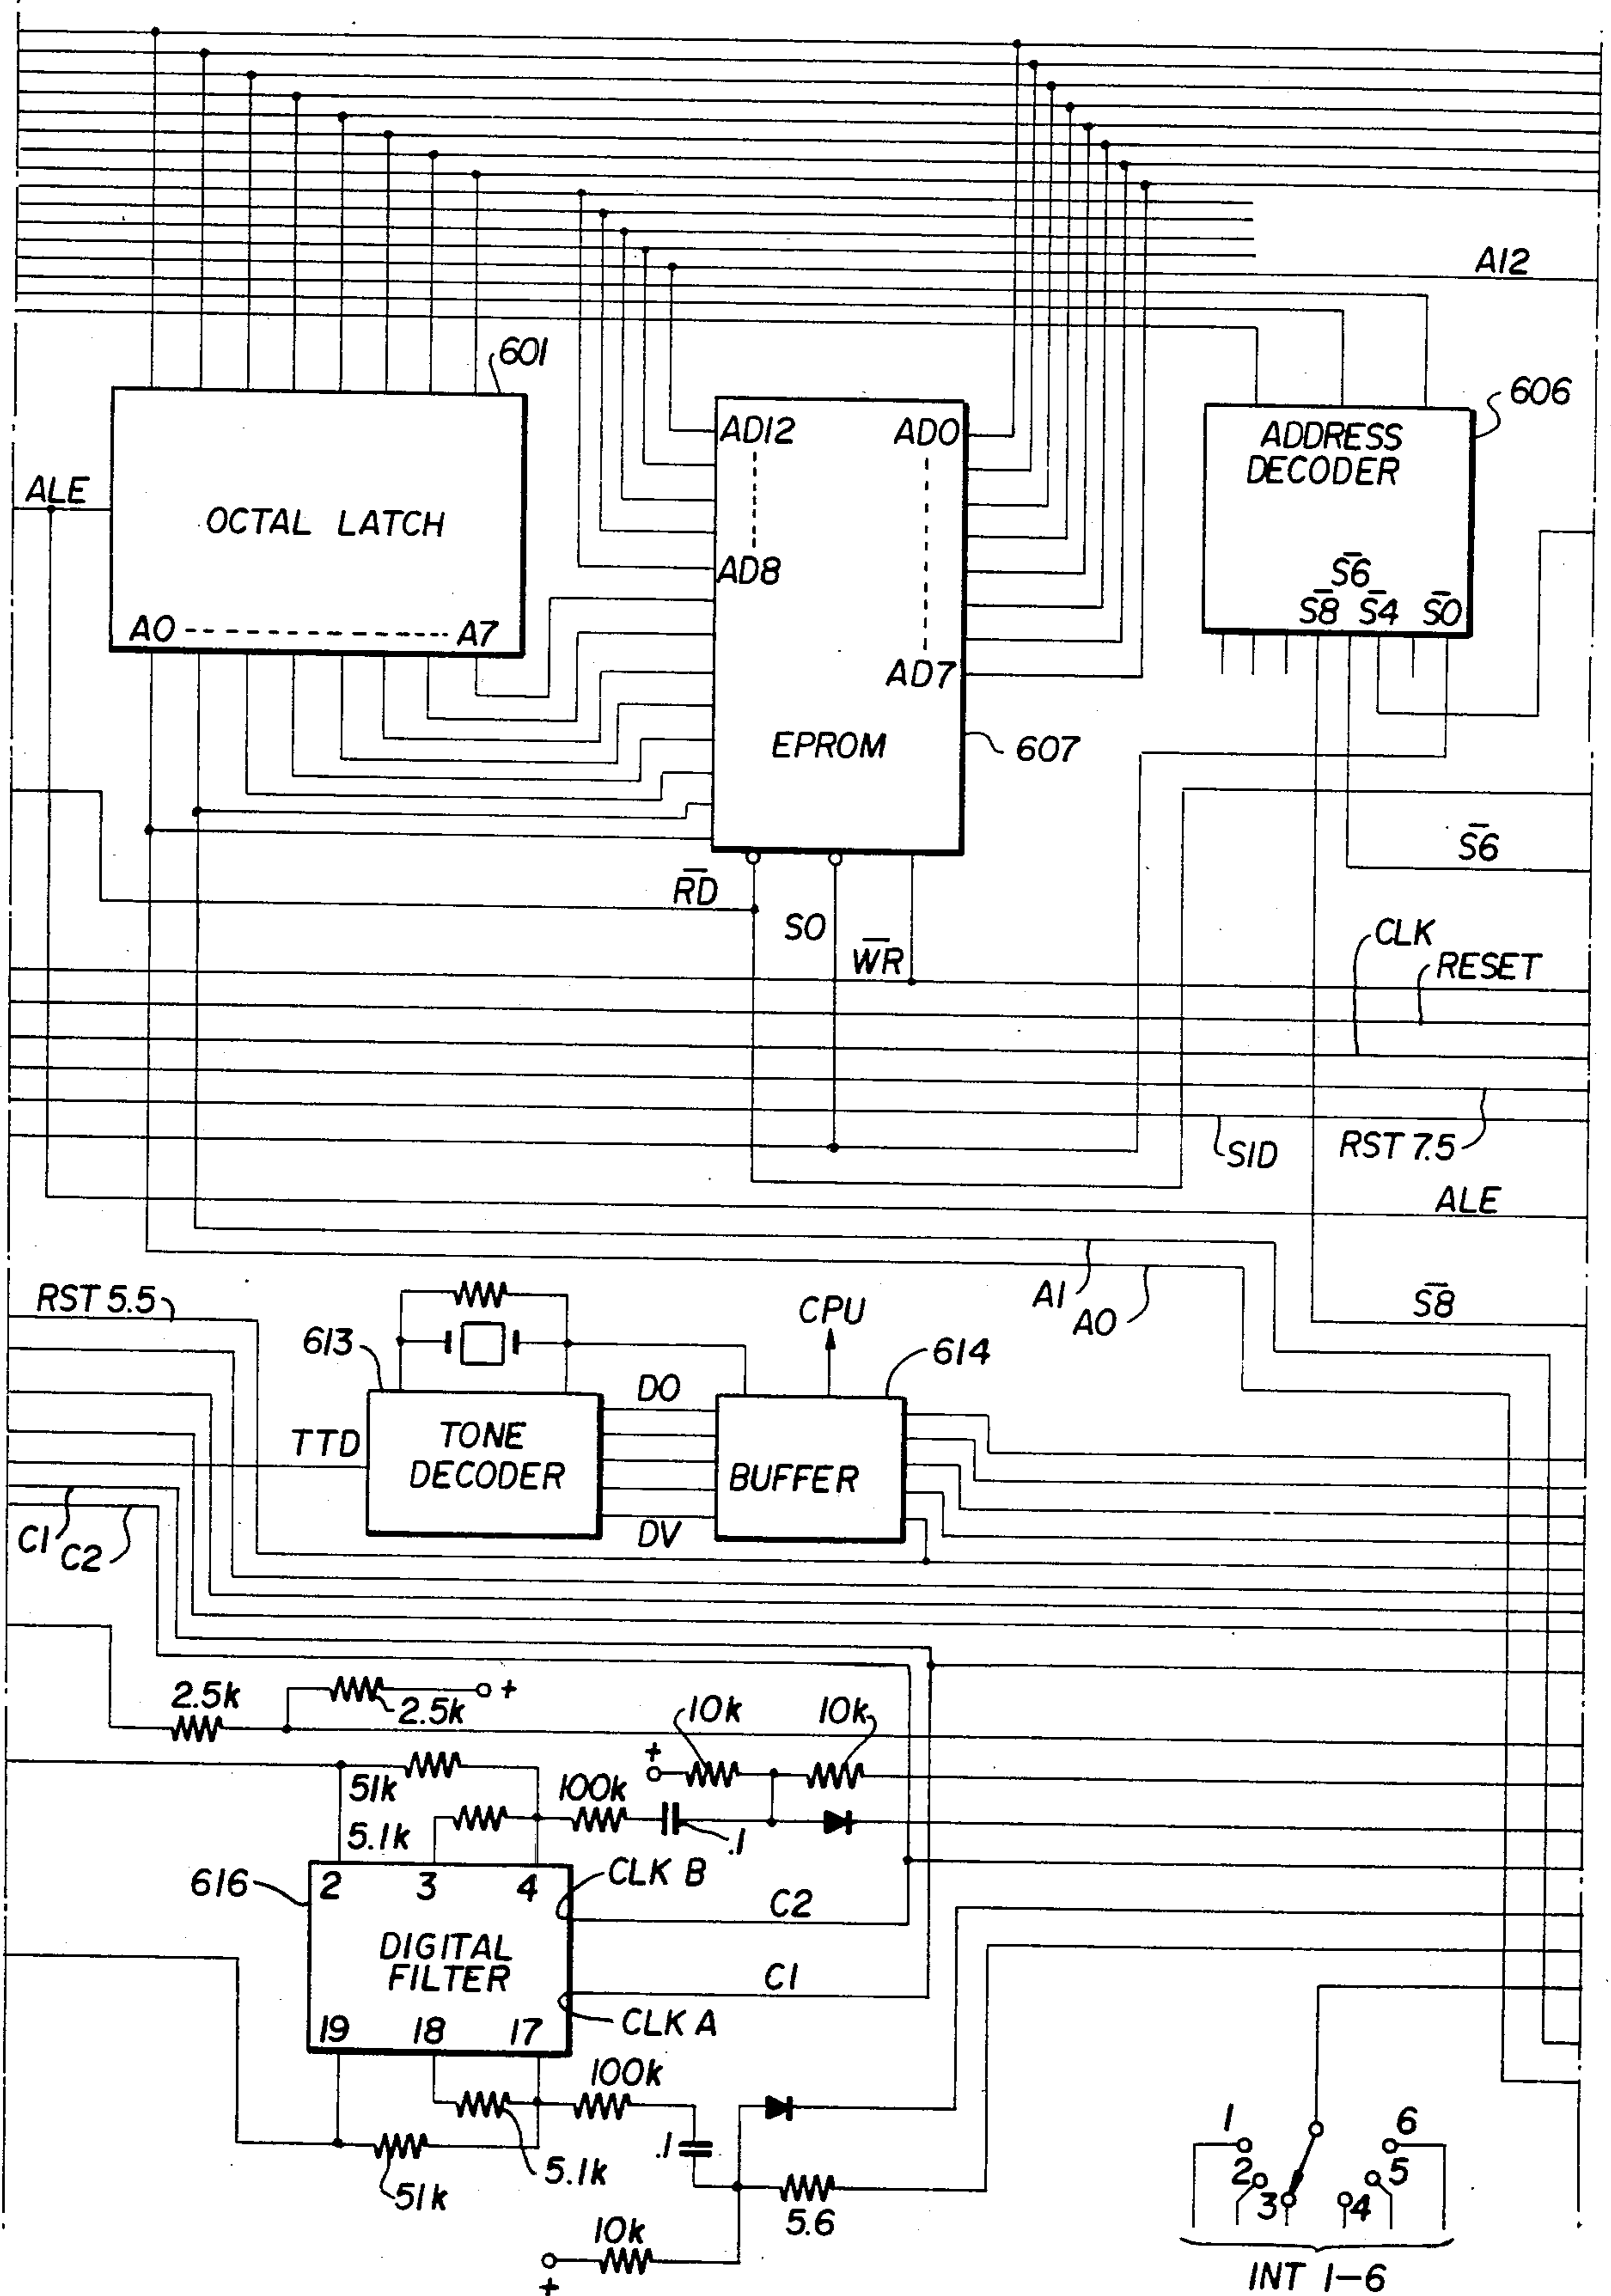 A12
601
606
AD12 AD0
ADDRESS
DECODER
ALE
OCTAL LATCH
AD8
S̅6̅
S̅8̅ S̅4̅ S̅0̅
A0 A7
AD7
EPROM
607
S̅6̅
R̅D̅
SO
W̅R̅
CLK
RESET
RST 7.5
SID
ALE
A1
A0
S̅8̅
RST 5.5
CPU
613
614
DO
TTD
TONE
DECODER
BUFFER
DV
C1
C2
2.5k
+
2.5k
10k
10k
+
51k
100k
5.1k
.1
616
2 3 4
CLK B
C2
DIGITAL
FILTER
C1
19 18 17
CLK A
100k
.1
5.1k
51k
5.6
10k
+
1
2
3
4
5
6
INT 1-6